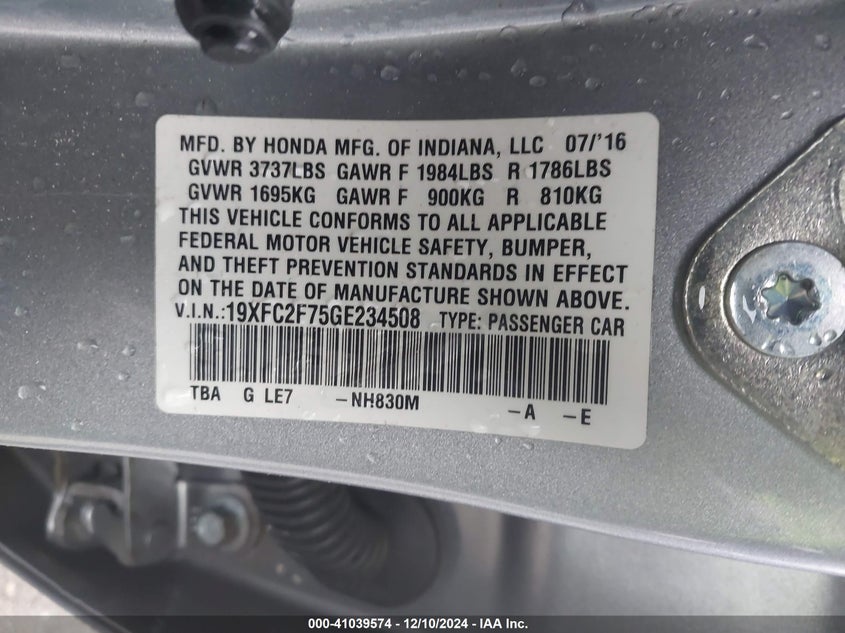 MFD. BY HONDA MFG. OF INDIANA, LLC 07/'16
GVWR 3737LBS GAWR F 1984LBS R 1786LBS
GVWR 1695KG GAWR F 900KG R 810KG
THIS VEHICLE CONFORMS TO ALL APPLICABLE
FEDERAL MOTOR VEHICLE SAFETY, BUMPER,
AND THEFT PREVENTION STANDARDS IN EFFECT
ON THE DATE OF MANUFACTURE SHOWN ABOVE.
V.I.N.:19XFC2F75GE234508 TYPE: PASSENGER CAR
TBA G LE7 -NH830M -A -E
000-41039574 - 12/10/2024 - IAA Inc.